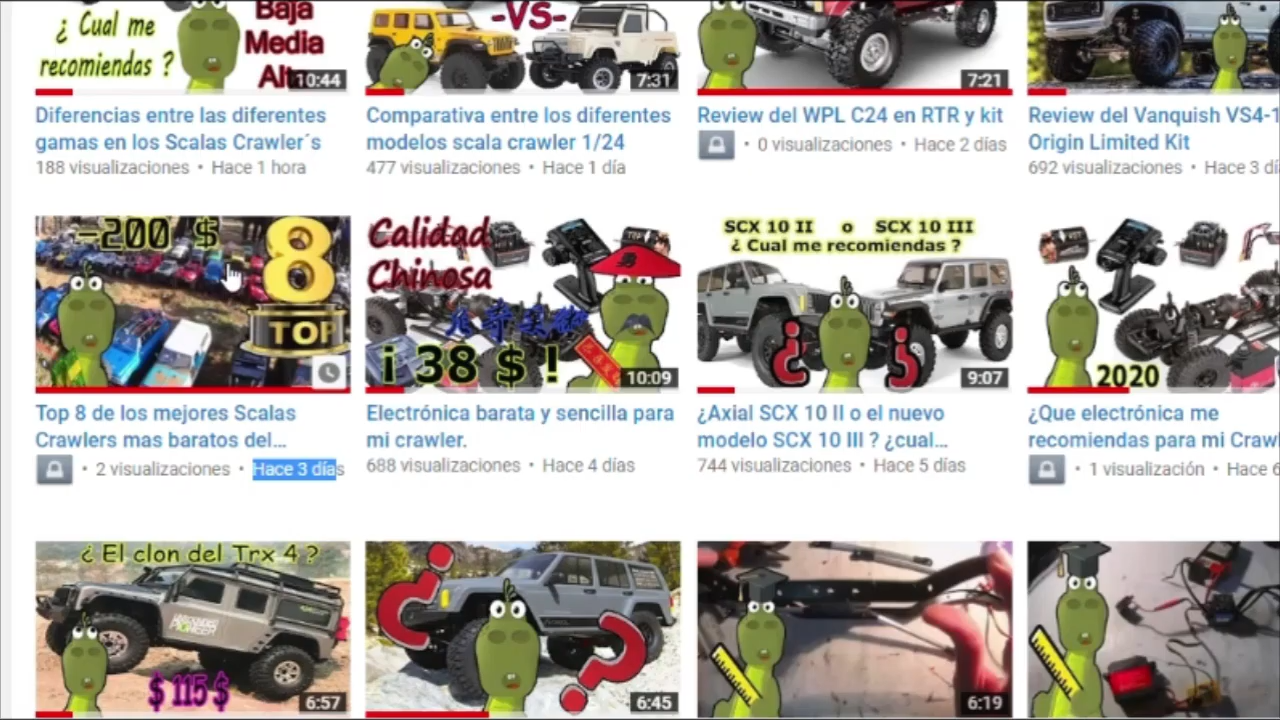 ¿ Cual me
recomiendas ?
Baja
Media
Alta
10:44
-VS-
7:31
7:21
Diferencias entre las diferentes
gamas en los Scalas Crawler´s
188 visualizaciones • Hace 1 hora
Comparativa entre los diferentes
modelos scala crawler 1/24
477 visualizaciones • Hace 1 día
Review del WPL C24 en RTR y kit
• 0 visualizaciones • Hace 2 días
Review del Vanquish VS4-1
Origin Limited Kit
692 visualizaciones • Hace 3 dí
-200 $
8
TOP
Calidad
Chinosa
¡ 38 $ !
10:09
SCX 10 II o SCX 10 III
¿ Cual me recomiendas ?
¿ ?
9:07
2020
Top 8 de los mejores Scalas
Crawlers mas baratos del...
• 2 visualizaciones • Hace 3 días
Electrónica barata y sencilla para
mi crawler.
688 visualizaciones • Hace 4 días
¿Axial SCX 10 II o el nuevo
modelo SCX 10 III ? ¿cual...
744 visualizaciones • Hace 5 días
¿Que electrónica me
recomiendas para mi Crawl
• 1 visualización • Hace 6
¿ El clon del Trx 4 ?
$ 115 $
6:57
¿ ?
6:45
6:19